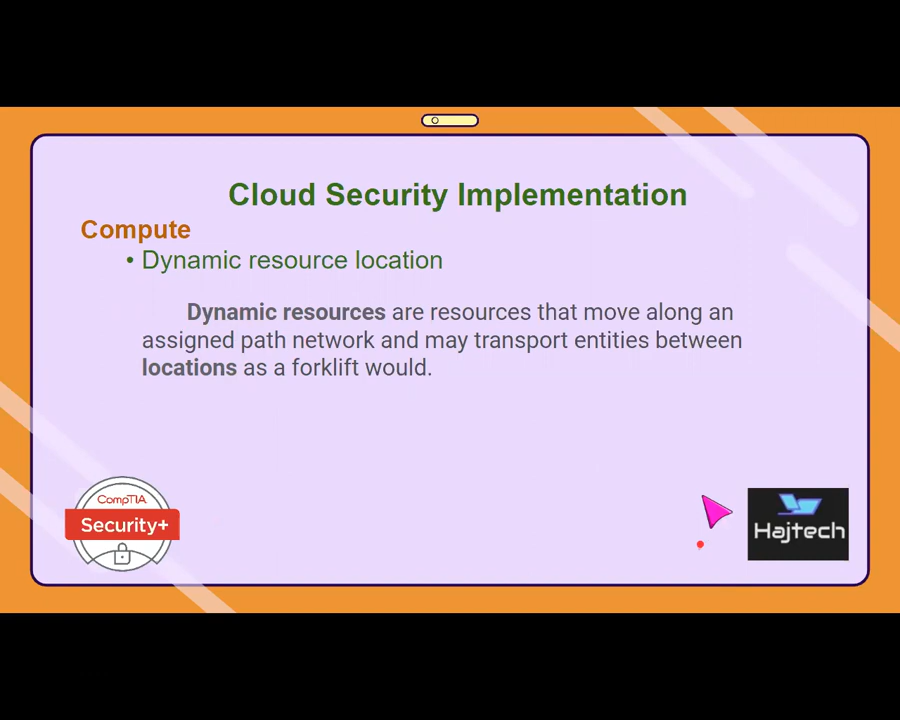 Cloud Security Implementation
Compute
• Dynamic resource location
Dynamic resources are resources that move along an
assigned path network and may transport entities between
locations as a forklift would.
CompTIA
Security+
Hajtech